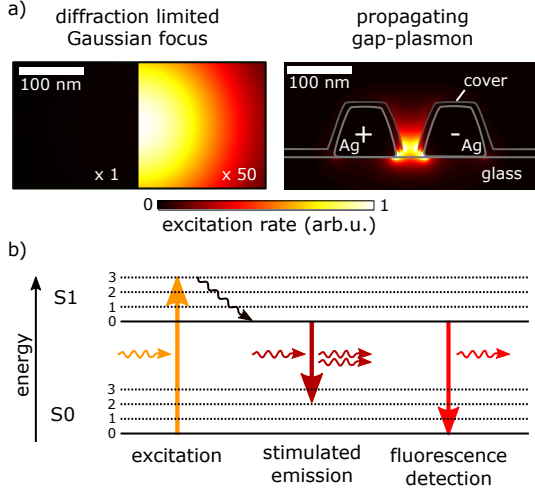 a)
diffraction limited
Gaussian focus
propagating
gap-plasmon
100 nm
x 1
x 50
100 nm
cover
+
-
Ag
Ag
glass
0
1
excitation rate (arb.u.)
b)
energy
S1
3
2
1
0
S0
3
2
1
0
excitation
stimulated
emission
fluorescence
detection